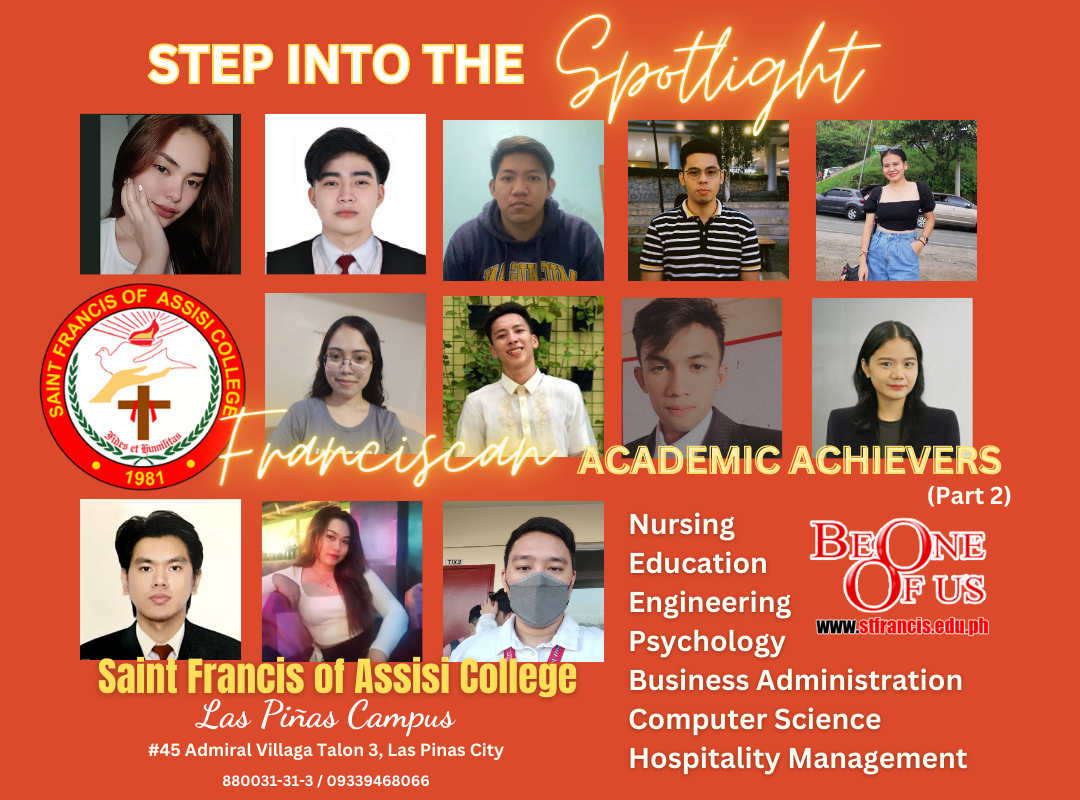 STEP INTO THE Spotlight
SAINT FRANCIS OF ASSISI COLLEGE
Fides et Humilitas
1981
Franciscan ACADEMIC ACHIEVERS
(Part 2)
Nursing
Education
Engineering
Psychology
Business Administration
Computer Science
Hospitality Management
BE ONE
OF US
www.stfrancis.edu.ph
TIX3
Saint Francis of Assisi College
Las Piñas Campus
#45 Admiral Villaga Talon 3, Las Pinas City
880031-31-3 / 09339468066